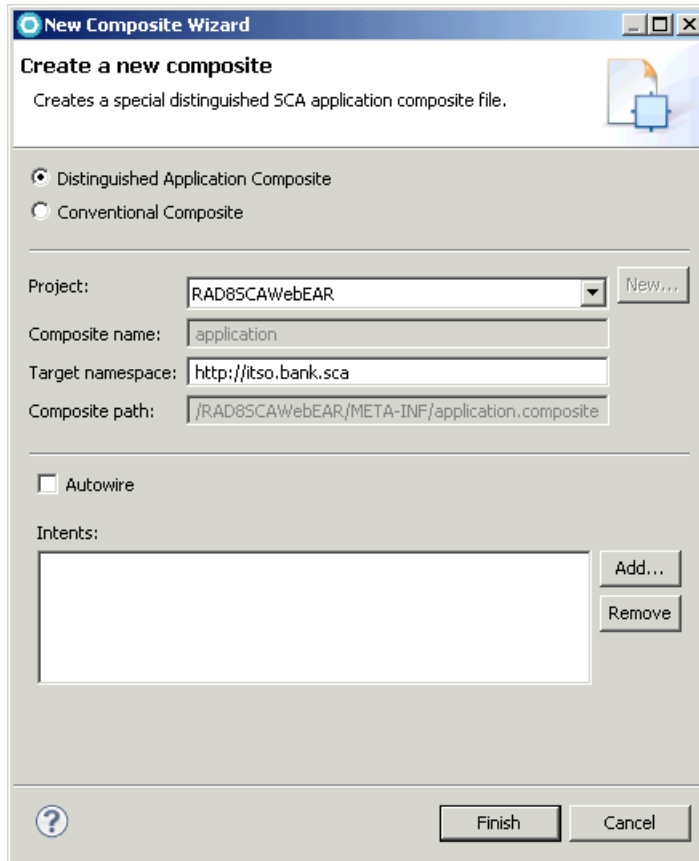 New Composite Wizard
Create a new composite
Creates a special distinguished SCA application composite file.
Distinguished Application Composite
Conventional Composite
Project: RAD8SCAWebEAR New...
Composite name: application
Target namespace: http://itso.bank.sca
Composite path: /RAD8SCAWebEAR/META-INF/application.composite
Autowire
Intents:
Add...
Remove
? Finish Cancel